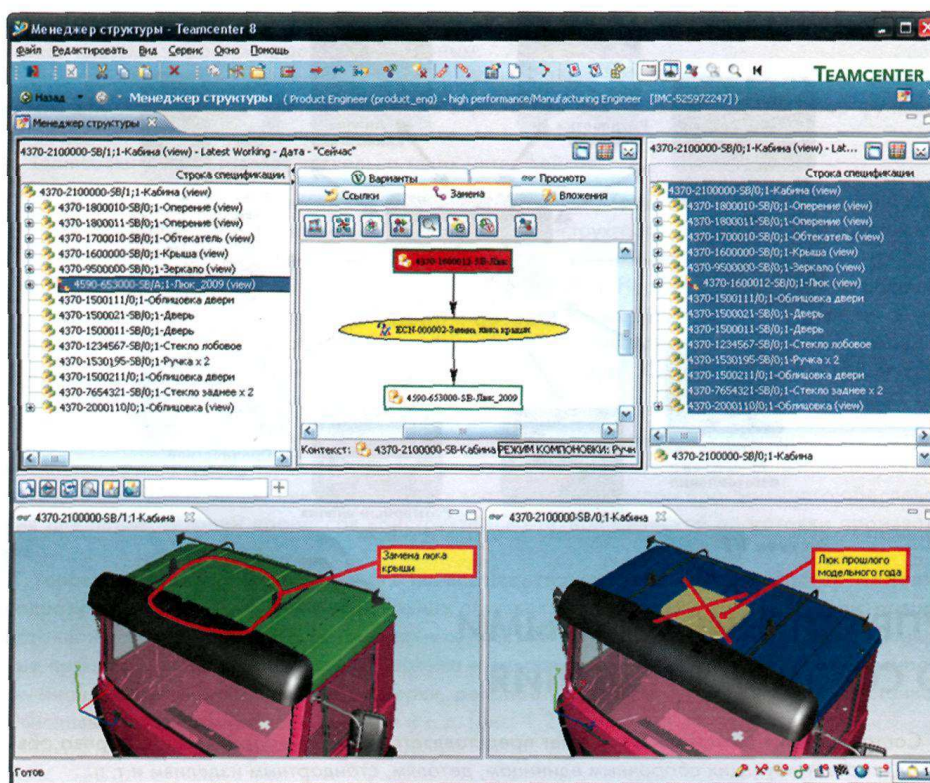 Менеджер структуры - Teamcenter 8
Файл Редактировать Вид Сервис Окно Помощь
TEAMCENTER
Назад Менеджер структуры ( Product Engineer (product_eng) - high performance/Manufacturing Engineer [IMC-525972247] )
Менеджер структуры
4370-2100000-SB/1;1-Кабина (view) - Latest Working - Дата - "Сейчас"
Строка спецификации
4370-2100000-SB/1;1-Кабина (view)
4370-1800010-SB/0;1-Оперение (view)
4370-1800011-SB/0;1-Оперение (view)
4370-1700010-SB/0;1-Обтекатель (view)
4370-1600000-SB/0;1-Крыша (view)
4370-9500000-SB/0;1-Зеркало (view)
4590-653000-SB/A;1-Люк_2009 (view)
4370-1500111/0;1-Облицовка двери
4370-1500021-SB/0;1-Дверь
4370-1500011-SB/0;1-Дверь
4370-1234567-SB/0;1-Стекло лобовое
4370-1530195-SB/0;1-Ручка x 2
4370-1500211/0;1-Облицовка двери
4370-7654321-SB/0;1-Стекло заднее x 2
4370-2000110/0;1-Облицовка (view)
Варианты Просмотр
Ссылки Замена Вложения
4370-1600012-SB-Люк
ECN-000002-Замена люка крыши
4590-653000-SB-Люк_2009
Контекст: 4370-2100000-SB-Кабина РЕЖИМ КОМПОНОВКИ: Ручн
4370-2100000-SB/0;1-Кабина (view) - Lat...
Строка спецификации
4370-2100000-SB/0;1-Кабина (view)
4370-1800010-SB/0;1-Оперение (view)
4370-1800011-SB/0;1-Оперение (view)
4370-1700010-SB/0;1-Обтекатель (view)
4370-1600000-SB/0;1-Крыша (view)
4370-9500000-SB/0;1-Зеркало (view)
4370-1600012-SB/0;1-Люк (view)
4370-1500111/0;1-Облицовка двери
4370-1500021-SB/0;1-Дверь
4370-1500011-SB/0;1-Дверь
4370-1234567-SB/0;1-Стекло лобовое
4370-1530195-SB/0;1-Ручка x 2
4370-1500211/0;1-Облицовка двери
4370-7654321-SB/0;1-Стекло заднее x 2
4370-2000110/0;1-Облицовка (view)
4370-2100000-SB/0;1-Кабина
4370-2100000-SB/1;1-Кабина
Замена люка
крыши
4370-2100000-SB/0;1-Кабина
Люк прошлого
модельного года
Готов
1